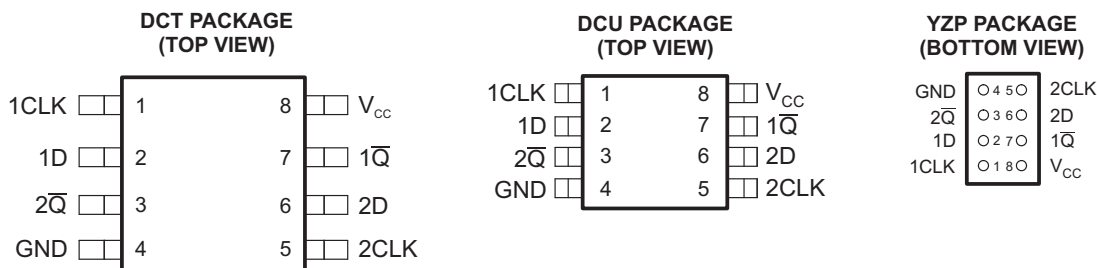 DCT PACKAGE
(TOP VIEW)
1CLK 1 8 V_CC
1D 2 7 1Q̅
2Q̅ 3 6 2D
GND 4 5 2CLK
DCU PACKAGE
(TOP VIEW)
1CLK 1 8 V_CC
1D 2 7 1Q̅
2Q̅ 3 6 2D
GND 4 5 2CLK
YZP PACKAGE
(BOTTOM VIEW)
GND 4 5 2CLK
2Q̅ 3 6 2D
1D 2 7 1Q̅
1CLK 1 8 V_CC